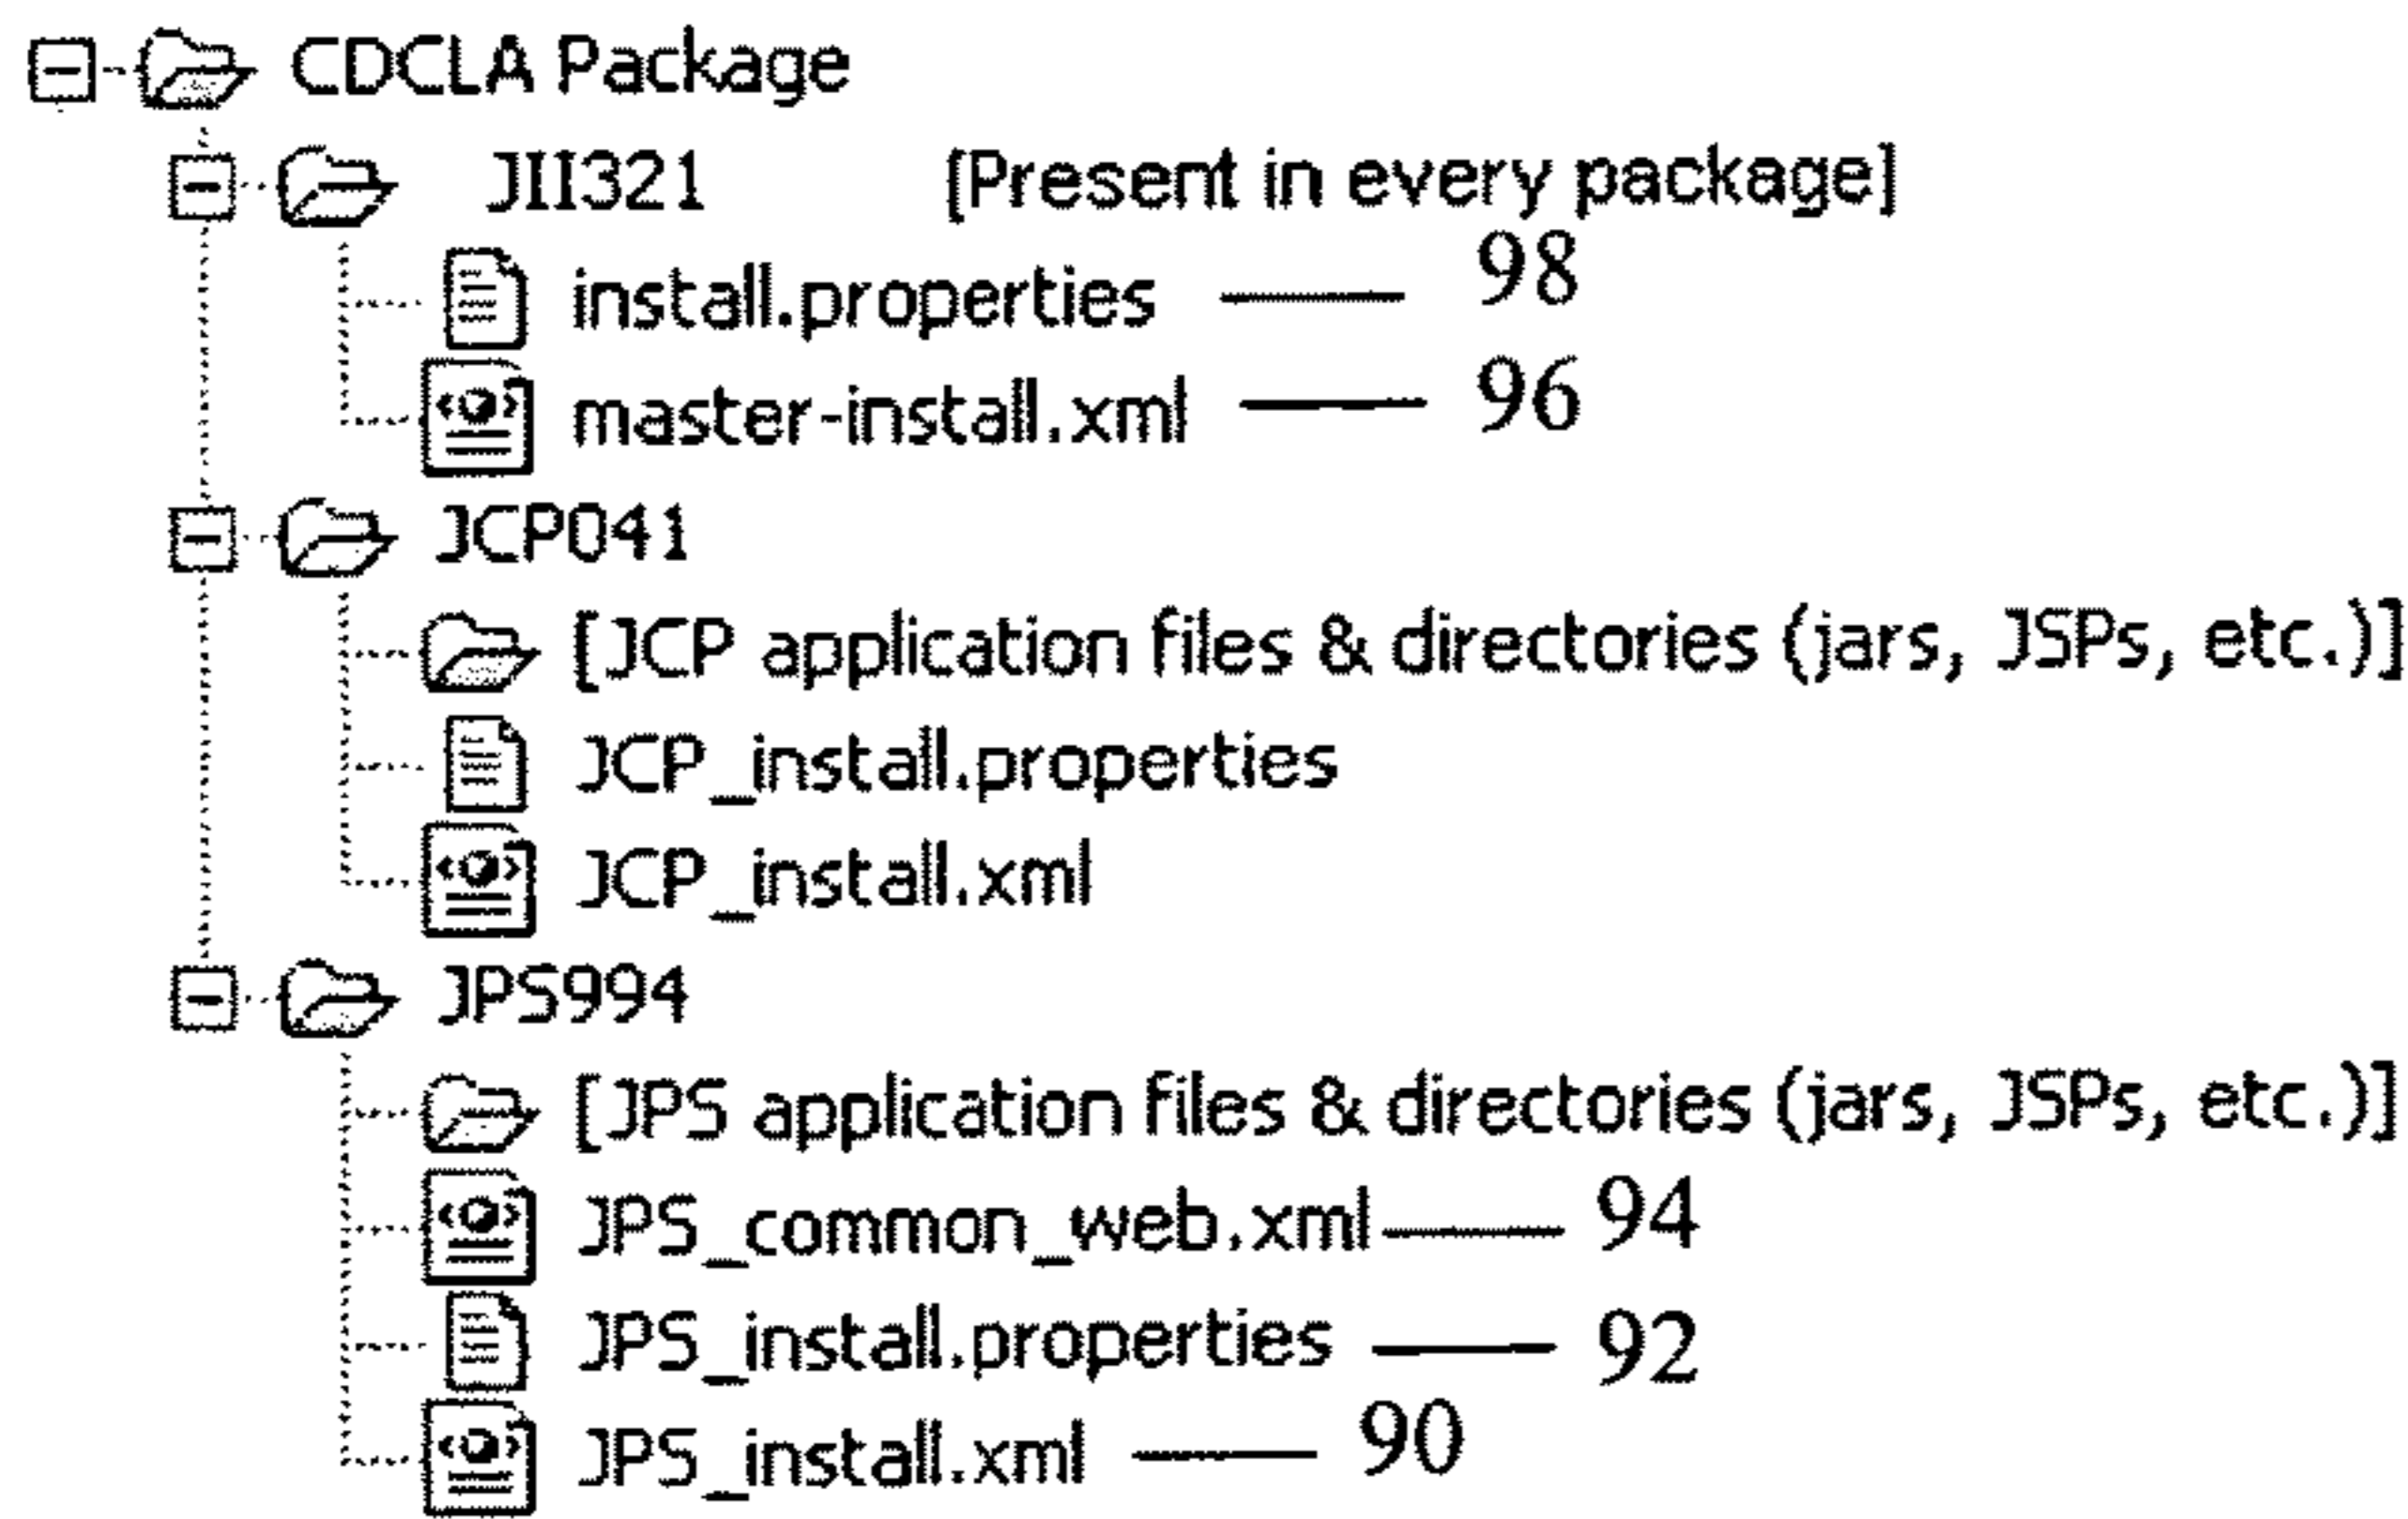 CDCLA Package
JII321 [Present in every package]
install.properties 98
master-install.xml 96
JCP041
[JCP application files & directories (jars, JSPs, etc.)]
JCP_install.properties
JCP_install.xml
JPS994
[JPS application files & directories (jars, JSPs, etc.)]
JPS_common_web.xml 94
JPS_install.properties 92
JPS_install.xml 90